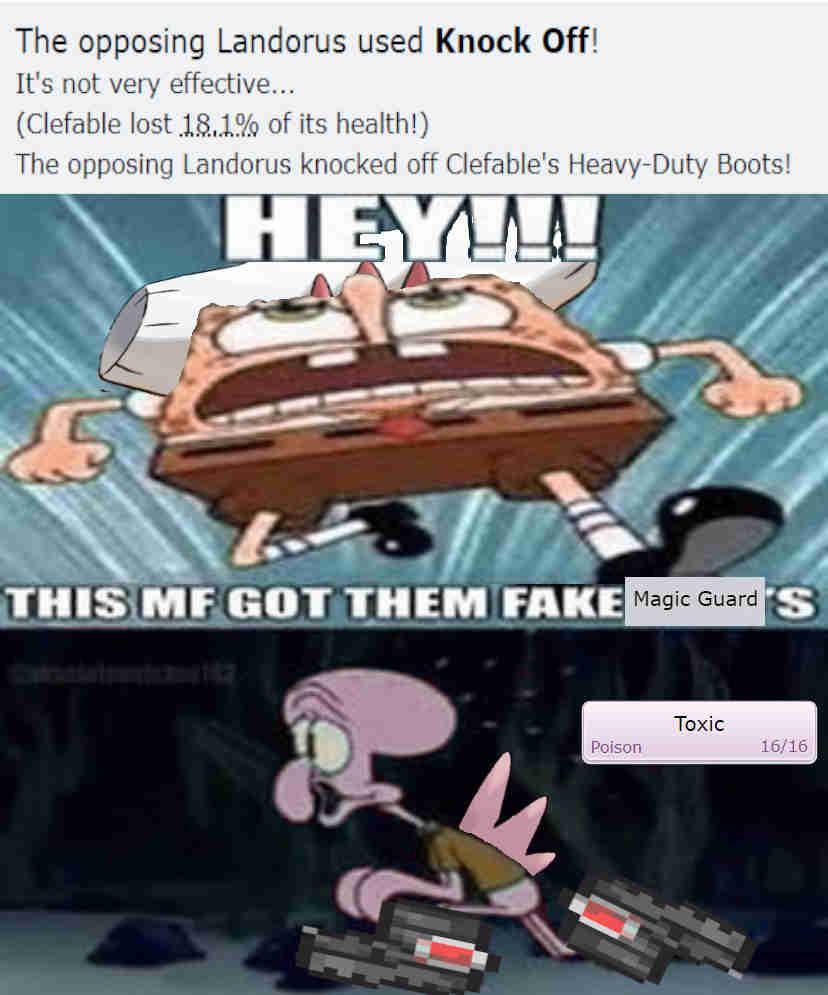 The opposing Landorus used Knock Off!
It's not very effective...
(Clefable lost 18.1% of its health!)
The opposing Landorus knocked off Clefable's Heavy-Duty Boots!
HEY!!!
THIS MF GOT THEM FAKE Magic Guard 'S
Toxic
Poison 16/16